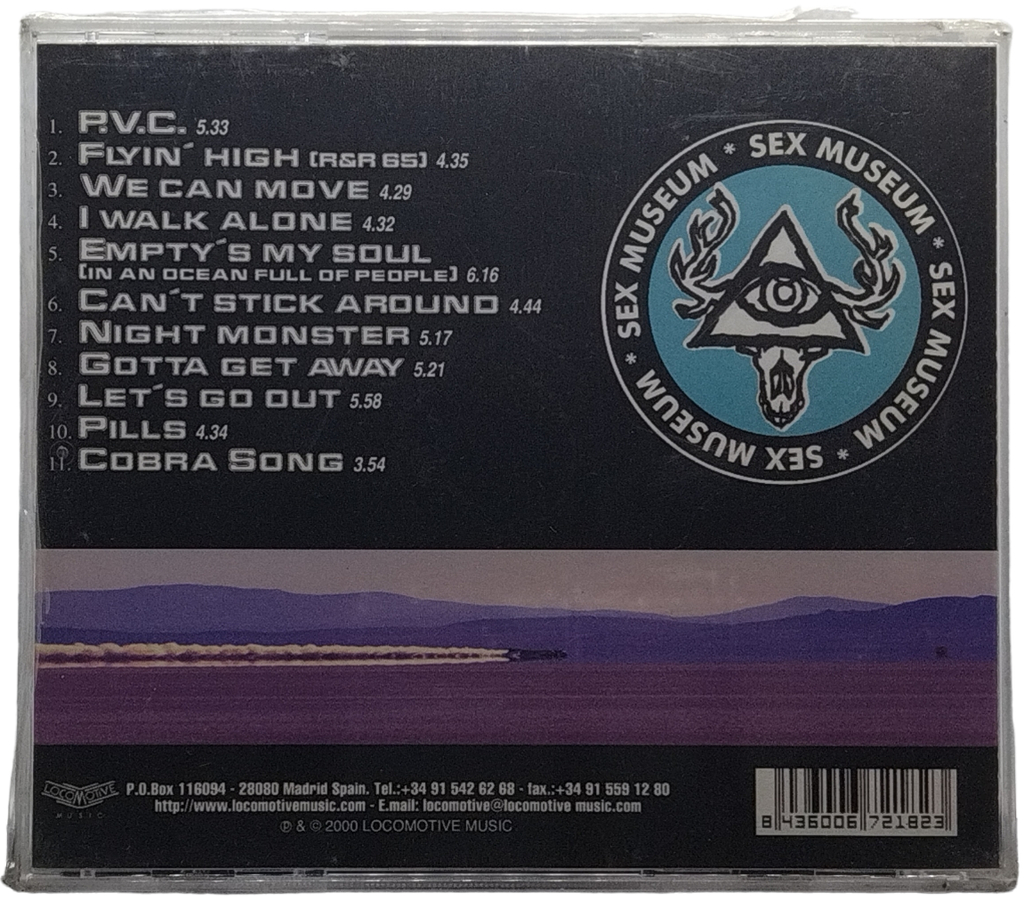 1. P.V.C. 5.33
2. FLYIN´ HIGH (R&R 65) 4.35
3. WE CAN MOVE 4.29
4. I WALK ALONE 4.32
5. EMPTY´S MY SOUL
(IN AN OCEAN FULL OF PEOPLE) 6.16
6. CAN´T STICK AROUND 4.44
7. NIGHT MONSTER 5.17
8. GOTTA GET AWAY 5.21
9. LET´S GO OUT 5.58
10. PILLS 4.34
11. COBRA SONG 3.54
SEX MUSEUM * SEX MUSEUM * SEX MUSEUM * SEX MUSEUM * SEX MUSEUM *
LOCOMOTIVE
MUSIC
P.O.Box 116094 - 28080 Madrid Spain. Tel.:+34 91 542 62 68 - fax.:+34 91 559 12 80
http://www.locomotivemusic.com - E.mail: locomotive@locomotive music.com
℗ & © 2000 LOCOMOTIVE MUSIC
8 436006 721823